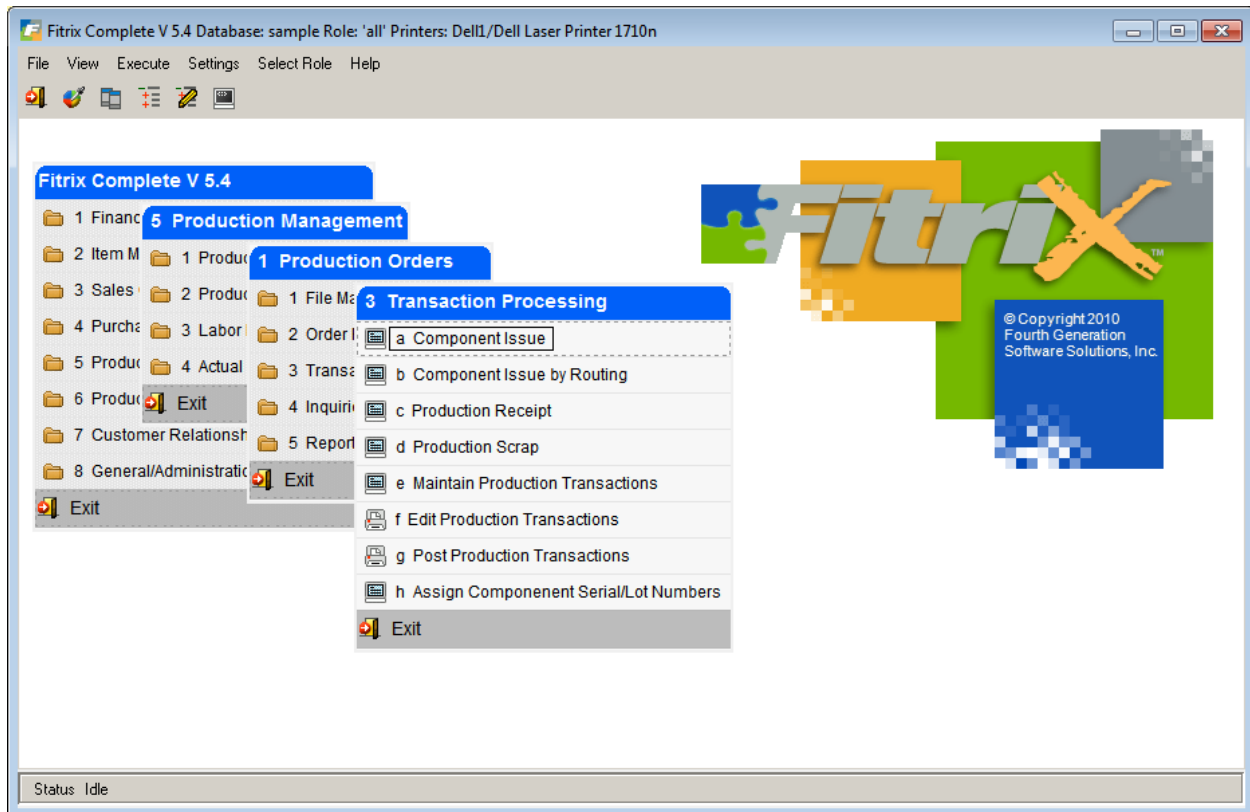 Fitrix Complete V 5.4 Database: sample Role: 'all' Printers: Dell1/Dell Laser Printer 1710n
File View Execute Settings Select Role Help
Fitrix Complete V 5.4
1 Financ
2 Item M
3 Sales
4 Purcha
5 Produc
6 Produc
7 Customer Relationsh
8 General/Administratio
Exit
5 Production Management
1 Produc
2 Produc
3 Labor
4 Actual
Exit
1 Production Orders
1 File Ma
2 Order
3 Transa
4 Inquiri
5 Report
Exit
3 Transaction Processing
a Component Issue
b Component Issue by Routing
c Production Receipt
d Production Scrap
e Maintain Production Transactions
f Edit Production Transactions
g Post Production Transactions
h Assign Componenent Serial/Lot Numbers
Exit
FitriX™
©Copyright 2010
Fourth Generation
Software Solutions, Inc.
Status Idle